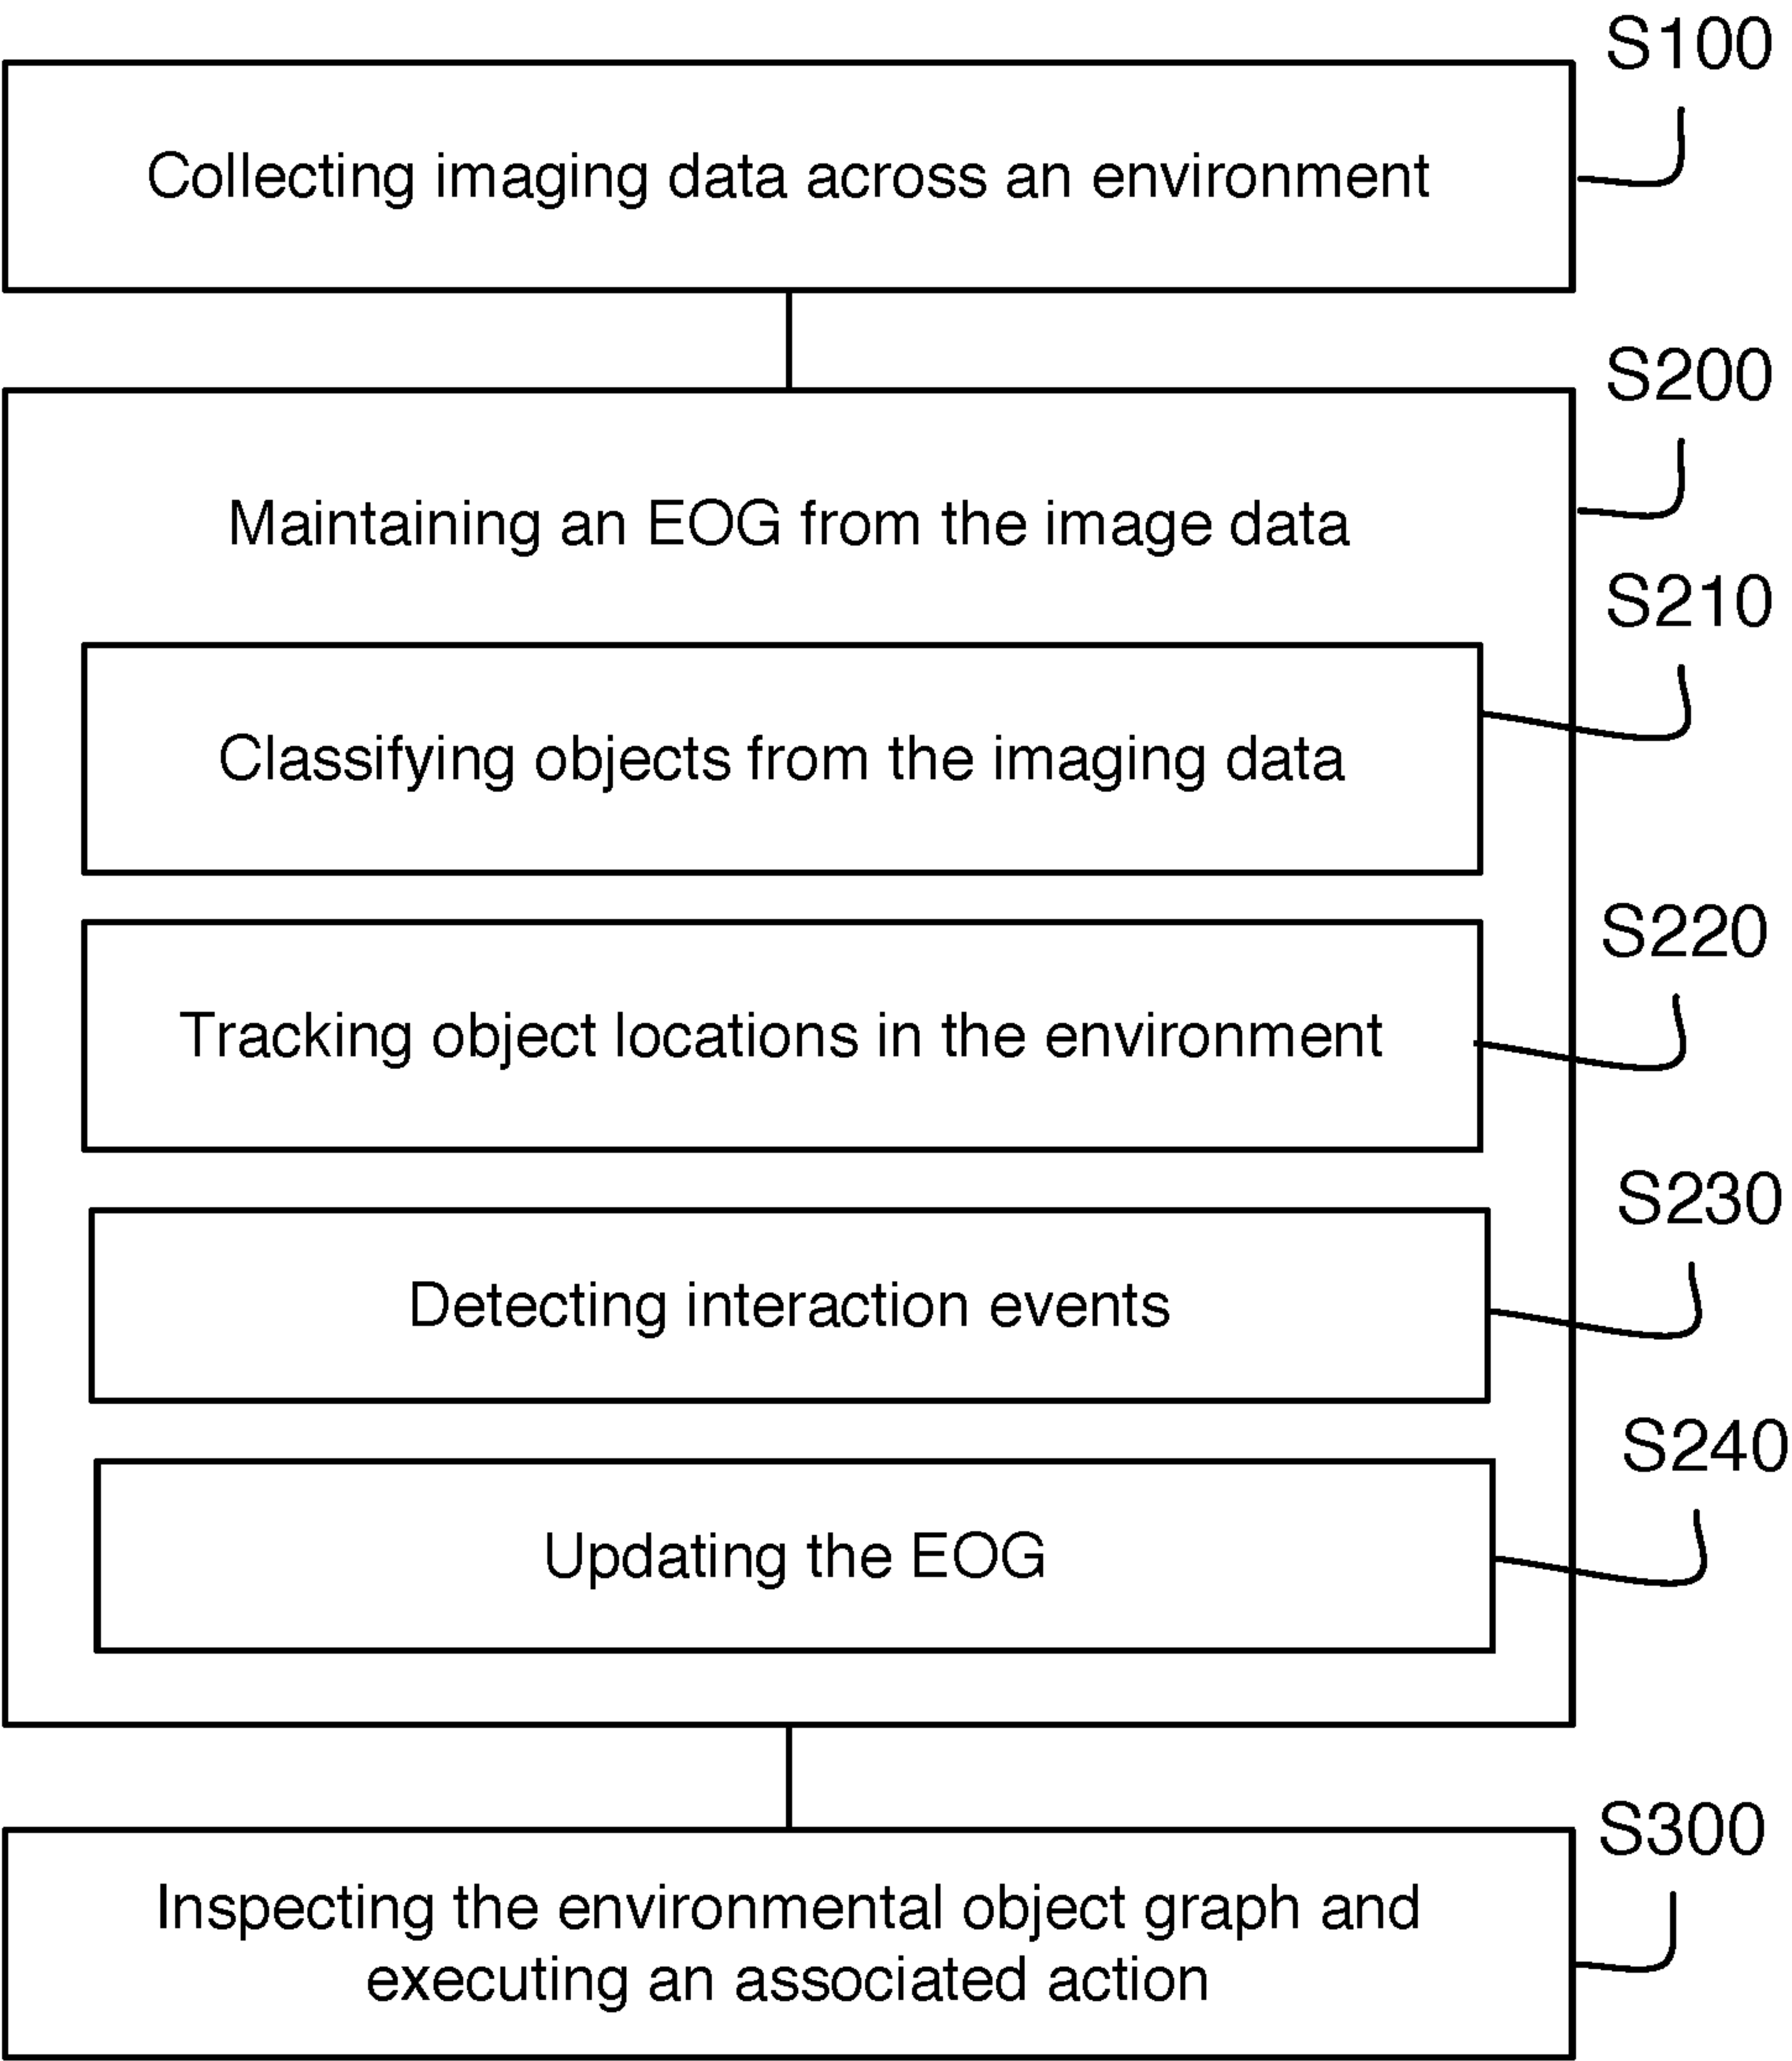 S100
Collecting imaging data across an environment
S200
Maintaining an EOG from the image data
S210
Classifying objects from the imaging data
S220
Tracking object locations in the environment
S230
Detecting interaction events
S240
Updating the EOG
S300
Inspecting the environmental object graph and
executing an associated action